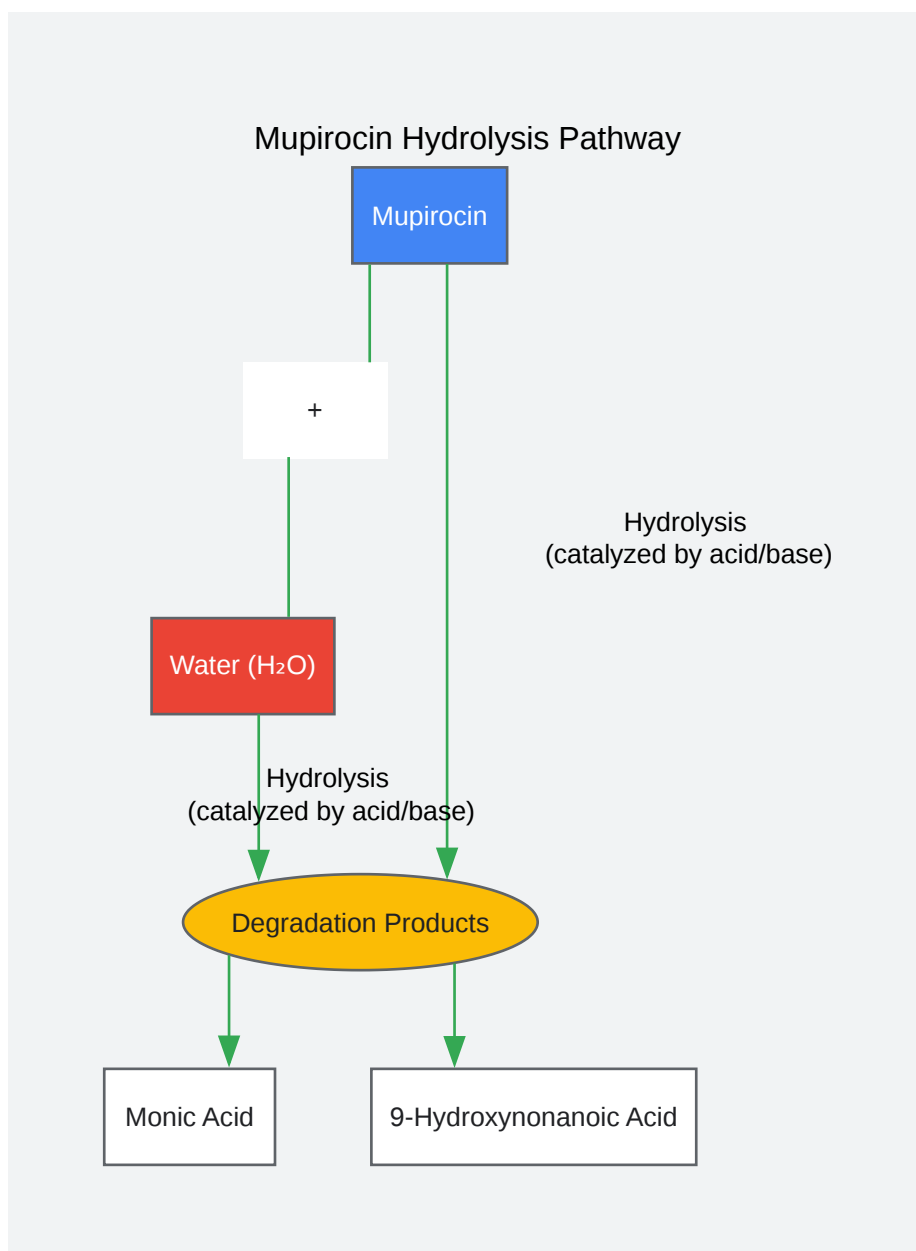 Mupirocin Hydrolysis Pathway
Mupirocin
+
Hydrolysis
(catalyzed by acid/base)
Water (H₂O)
Hydrolysis
(catalyzed by acid/base)
Degradation Products
Monic Acid
9-Hydroxynonanoic Acid